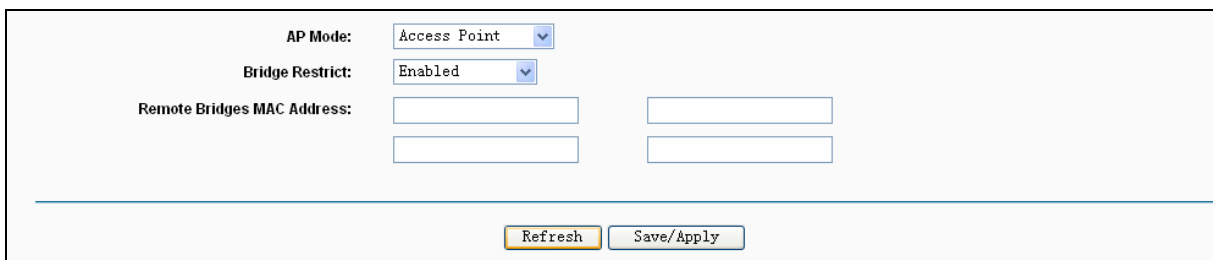 AP Mode: Access Point
Bridge Restrict: Enabled
Remote Bridges MAC Address:
Refresh Save/Apply